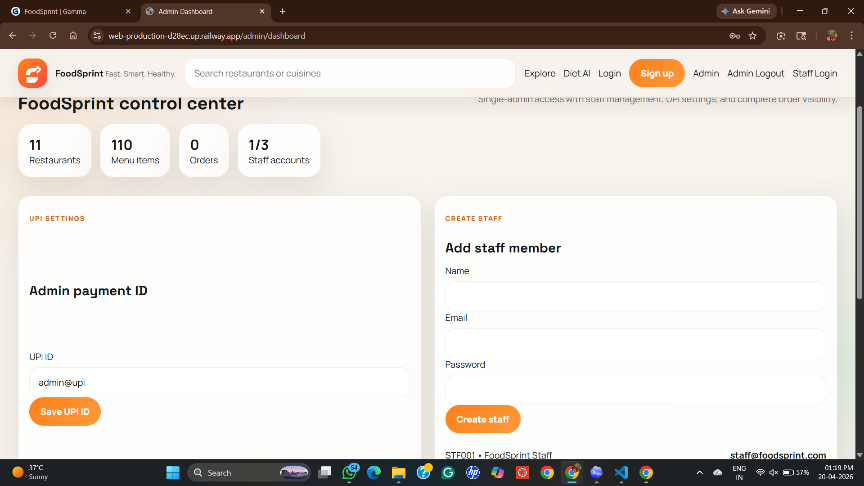 FoodSprint | Gamma
Admin Dashboard
Ask Gemini
web-production-d28ec.up.railway.app/admin/dashboard
FoodSprint Fast. Smart. Healthy.
Search restaurants or cuisines
Explore Diet AI Login Sign up Admin Admin Logout Staff Login
FoodSprint control center
Single-admin access with staff management, UPI settings, and complete order visibility.
11
Restaurants
110
Menu items
0
Orders
1/3
Staff accounts
UPI SETTINGS
Admin payment ID
UPI ID
admin@upi
Save UPI ID
CREATE STAFF
Add staff member
Name
Email
Password
Create staff
STF001 • FoodSprint Staff staff@foodsprint.com
37°C
Sunny
Search
54
ENG
IN
57%
01:19 PM
20-04-2026